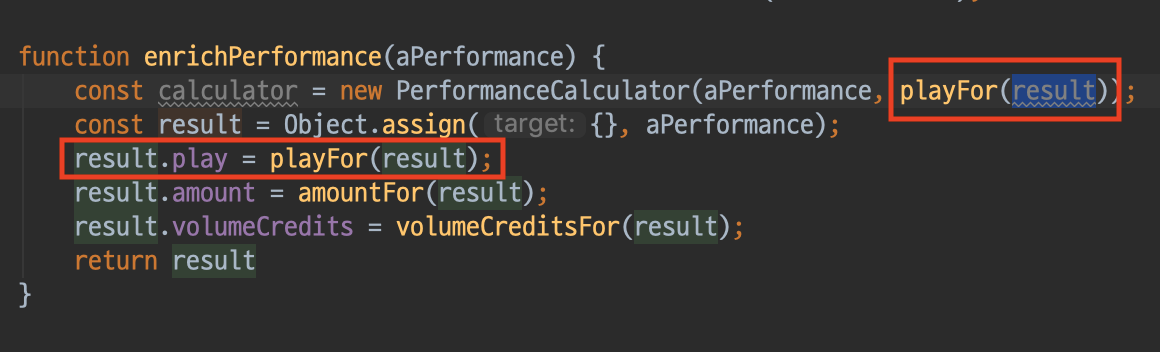 function enrichPerformance(aPerformance) {
const calculator = new PerformanceCalculator(aPerformance, playFor(result));
const result = Object.assign( target: {}, aPerformance);
result.play = playFor(result);
result.amount = amountFor(result);
result.volumeCredits = volumeCreditsFor(result);
return result
}